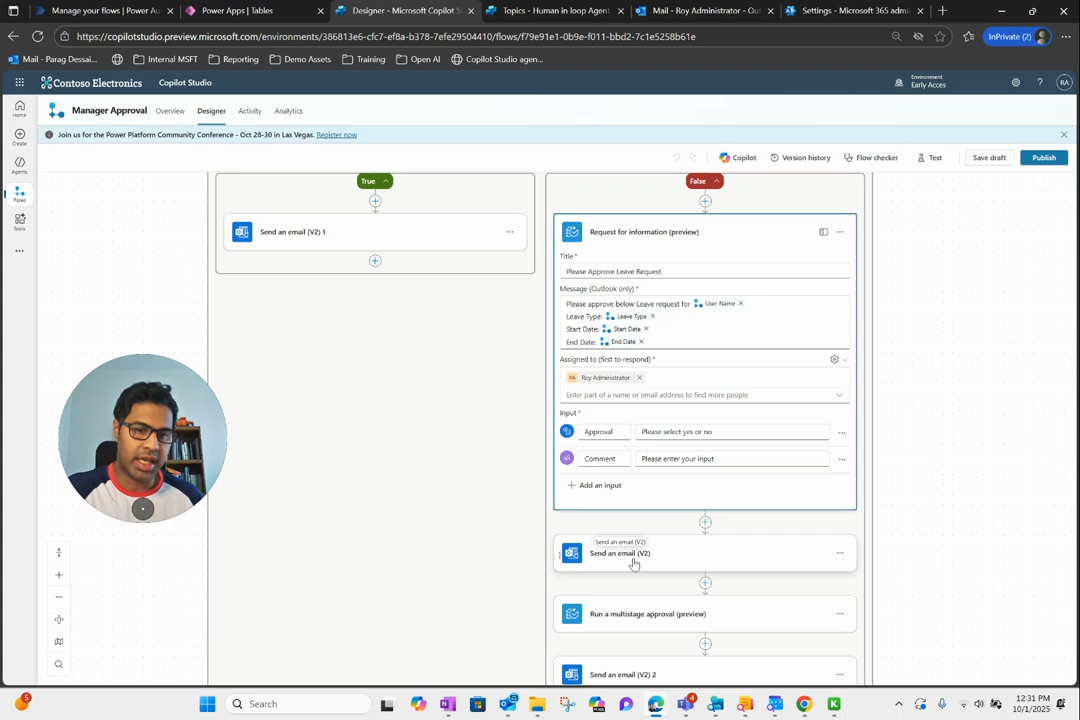 Manage your flows | Power Au
Power Apps | Tables
Designer - Microsoft Copilot S
Topics - Human in loop Agent
Mail - Roy Administrator - Out
Settings - Microsoft 365 admi
https://copilotstudio.preview.microsoft.com/environments/386813e6-cfc7-ef8a-b378-7efe29504410/flows/f79e91e1-0b9e-f011-bbd2-7c1e5258b61e
InPrivate (2)
Mail - Parag Dessai...
Internal MSFT
Reporting
Demo Assets
Training
Open AI
Copilot Studio agen...
Contoso Electronics
Copilot Studio
Environment
Early Acces
RA
Home
Create
Agents
Flows
Tools
Manager Approval
Overview
Designer
Activity
Analytics
Join us for the Power Platform Community Conference - Oct 28-30 in Las Vegas. Register now
Copilot
Version history
Flow checker
Test
Save draft
Publish
True
Send an email (V2) 1
False
Request for information (preview)
Title *
Please Approve Leave Request
Message (Outlook only) *
Please approve below Leave request for User Name
Leave Type: Leave Type
Start Date: Start Date
End Date: End Date
Assigned to (first to respond) *
RA Roy Administrator
Enter part of a name or email address to find more people
Input *
Approval
Please select yes or no
Comment
Please enter your input
Add an input
Send an email (V2)
Send an email (V2)
Run a multistage approval (preview)
Send an email (V2) 2
5
Search
4
12:31 PM
10/1/2025